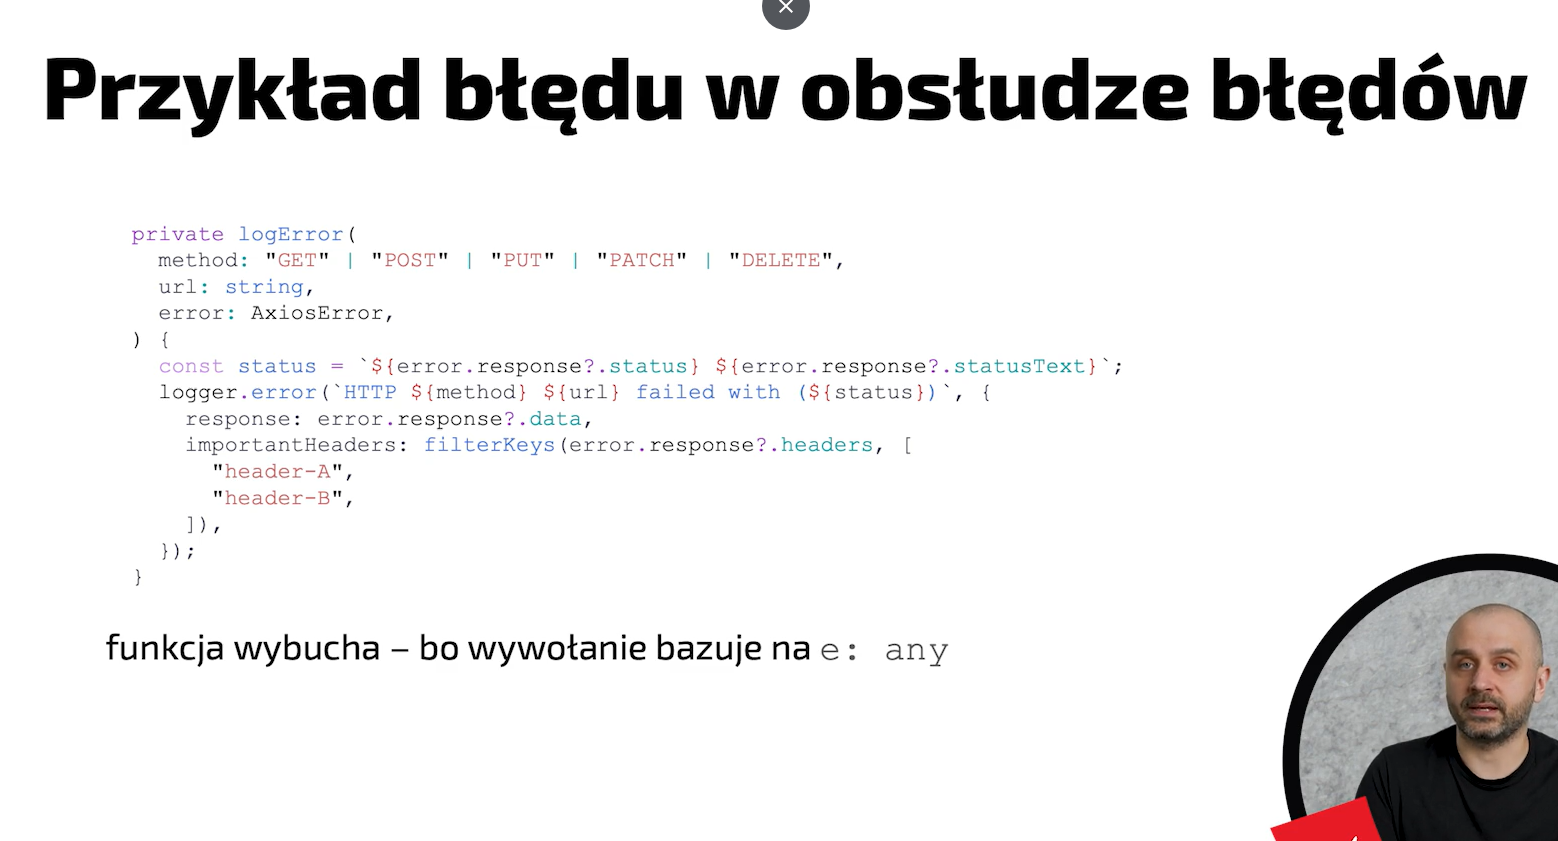 Przykład błędu w obsłudze błędów
private logError(
  method: "GET" | "POST" | "PUT" | "PATCH" | "DELETE",
  url: string,
  error: AxiosError,
) {
  const status = `${error.response?.status} ${error.response?.statusText}`;
  logger.error(`HTTP ${method} ${url} failed with (${status})`, {
    response: error.response?.data,
    importantHeaders: filterKeys(error.response?.headers, [
      "header-A",
      "header-B",
    ]),
  });
}
funkcja wybucha – bo wywołanie bazuje na e: any